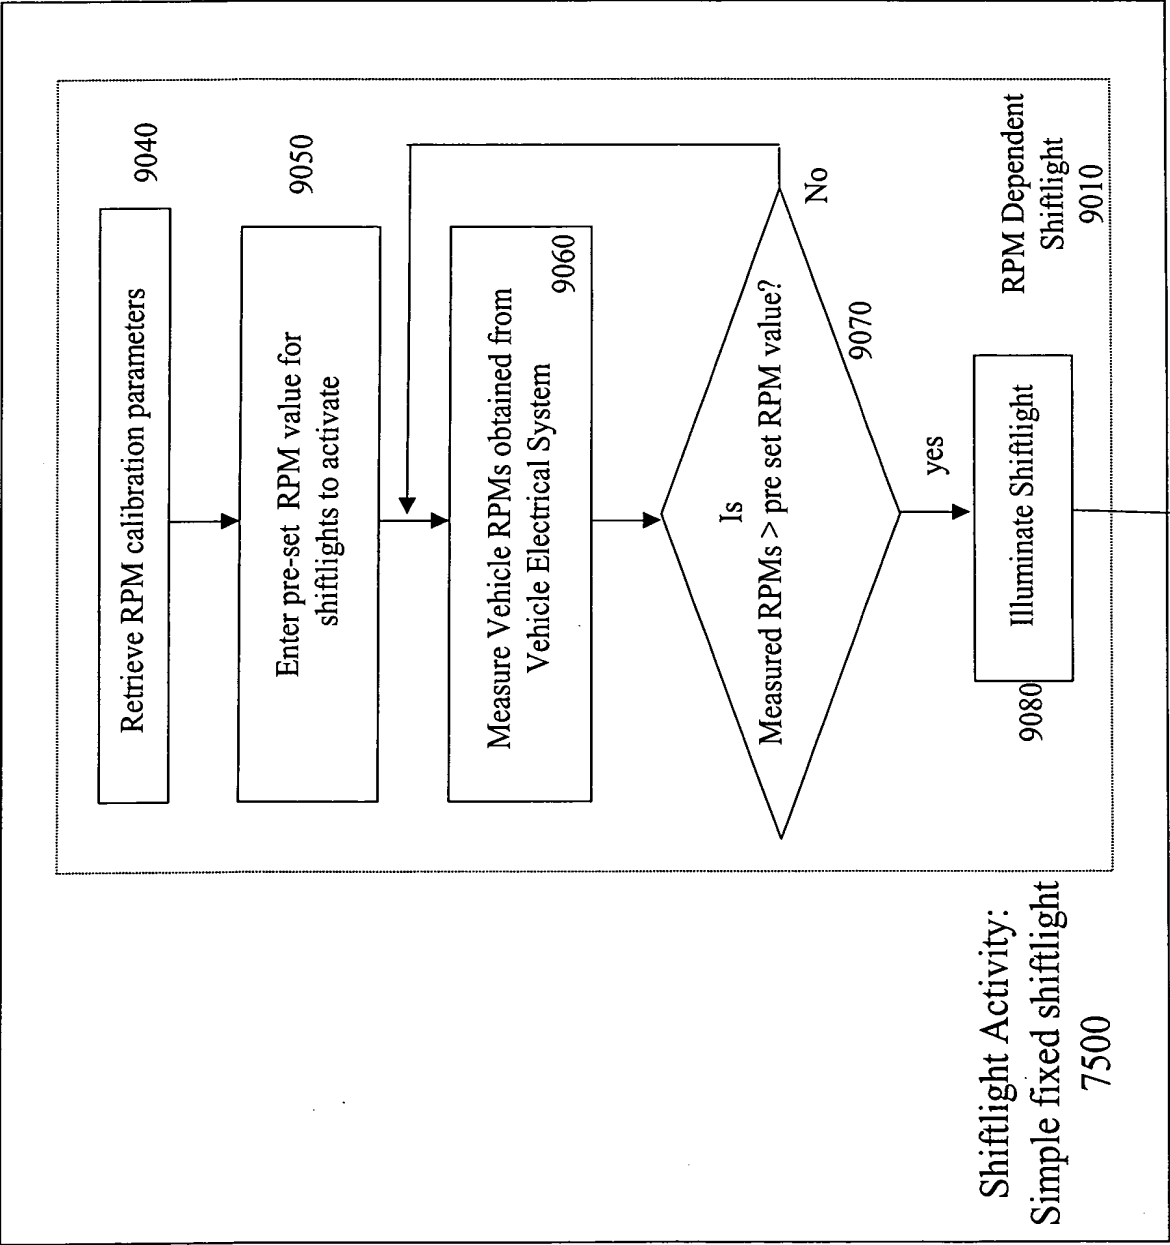 Retrieve RPM calibration parameters
9040
Enter pre-set RPM value for
shiftlights to activate
9050
Measure Vehicle RPMs obtained from
Vehicle Electrical System
9060
Is
Measured RPMs > pre set RPM value?
No
9070
yes
Illuminate Shiftlight
9080
RPM Dependent
Shiftlight
9010
Shiftlight Activity:
Simple fixed shiftlight
7500